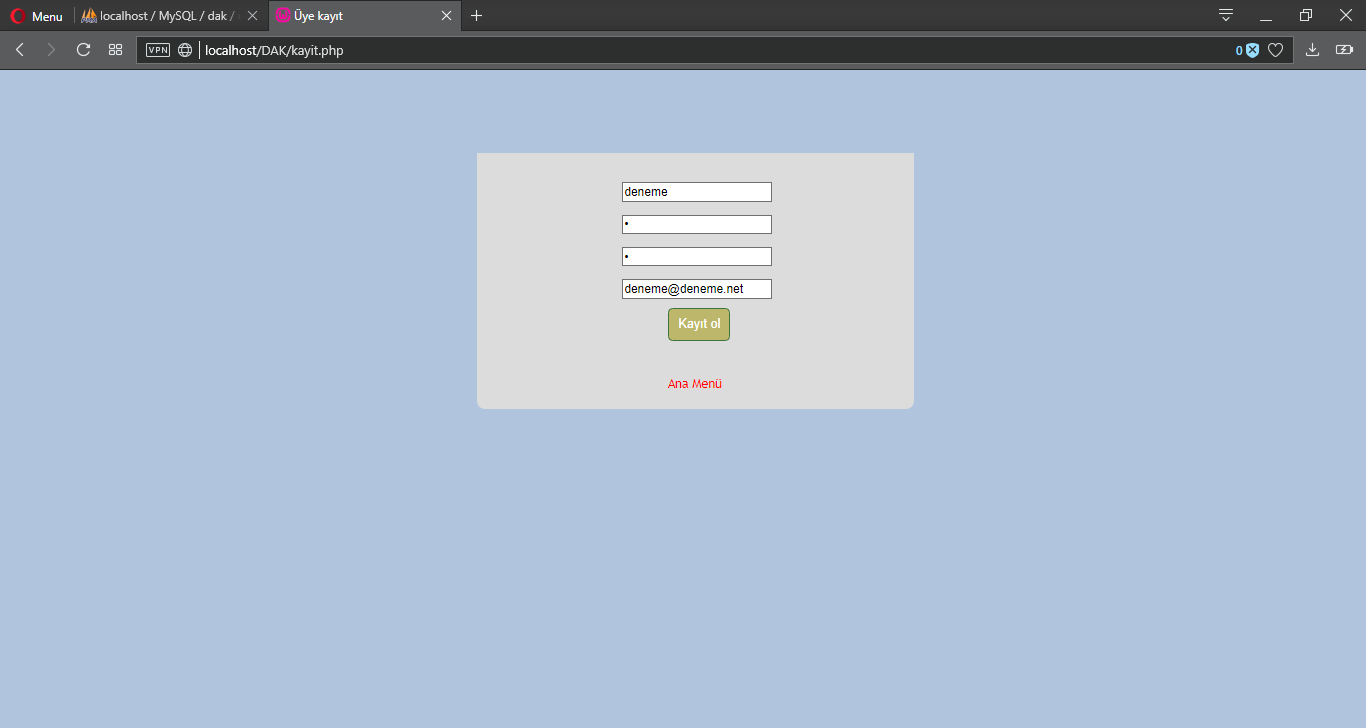 Menu
localhost / MySQL / dak /
Üye kayıt
VPN
localhost/DAK/kayit.php
0
deneme
•
•
deneme@deneme.net
Kayıt ol
Ana Menü